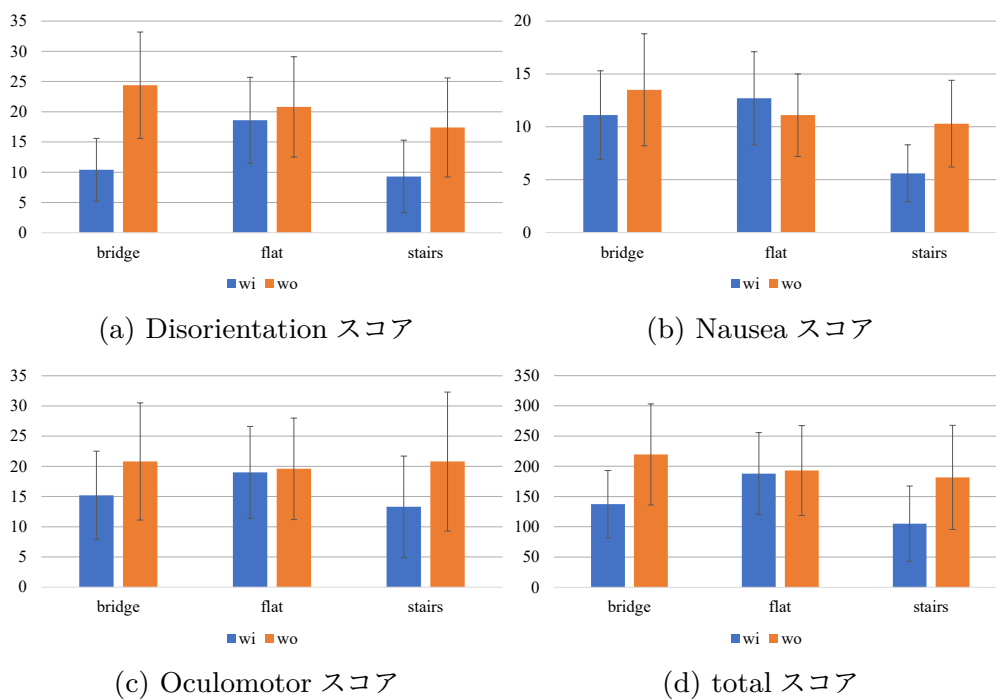 35
30
25
20
15
10
5
0
bridge flat stairs
wi wo
(a) Disorientation スコア
20
15
10
5
0
bridge flat stairs
wi wo
(b) Nausea スコア
35
30
25
20
15
10
5
0
bridge flat stairs
wi wo
(c) Oculomotor スコア
350
300
250
200
150
100
50
0
bridge flat stairs
wi wo
(d) total スコア